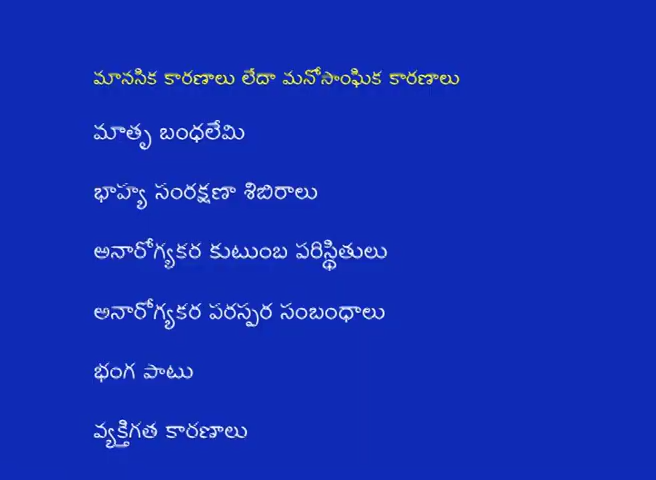 మానసిక కారణాలు లేదా మనోసాంఘిక కారణాలు
మాతృ బంధలేమి
భాహ్య సంరక్షణా శిబిరాలు
అనారోగ్యకర కుటుంబ పరిస్థితులు
అనారోగ్యకర పరస్పర సంబంధాలు
భంగ పాటు
వ్యక్తిగత కారణాలు